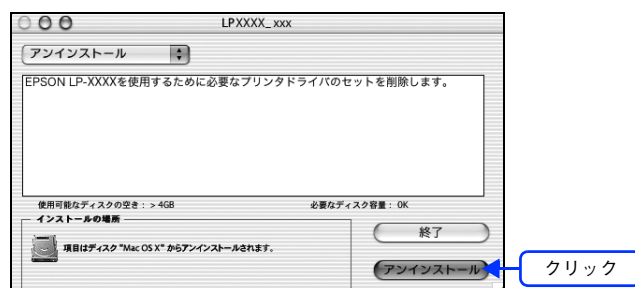 LPXXXX_xxx
アンインストール
EPSON LP-XXXXを使用するために必要なプリンタドライバのセットを削除します。
使用可能なディスクの空き： > 4GB
必要なディスク容量： OK
インストールの場所
項目はディスク "Mac OS X" からアンインストールされます。
終了
アンインストール
クリック